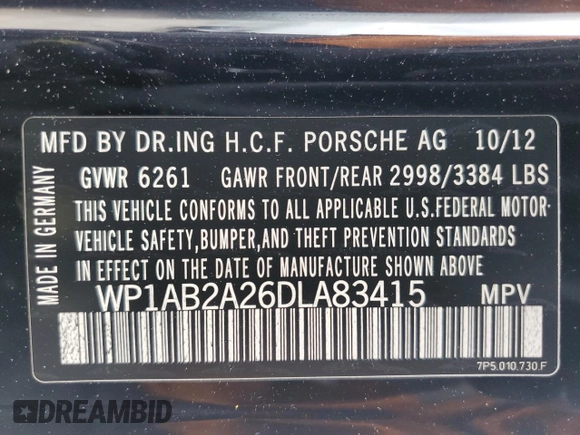 MFD BY DR.ING H.C.F. PORSCHE AG 10/12
GVWR 6261 GAWR FRONT/REAR 2998/3384 LBS
THIS VEHICLE CONFORMS TO ALL APPLICABLE U.S.FEDERAL MOTOR-
VEHICLE SAFETY,BUMPER,AND THEFT PREVENTION STANDARDS
IN EFFECT ON THE DATE OF MANUFACTURE SHOWN ABOVE
WP1AB2A26DLA83415 MPV
7P5.010.730.F
MADE IN GERMANY
DREAMBID